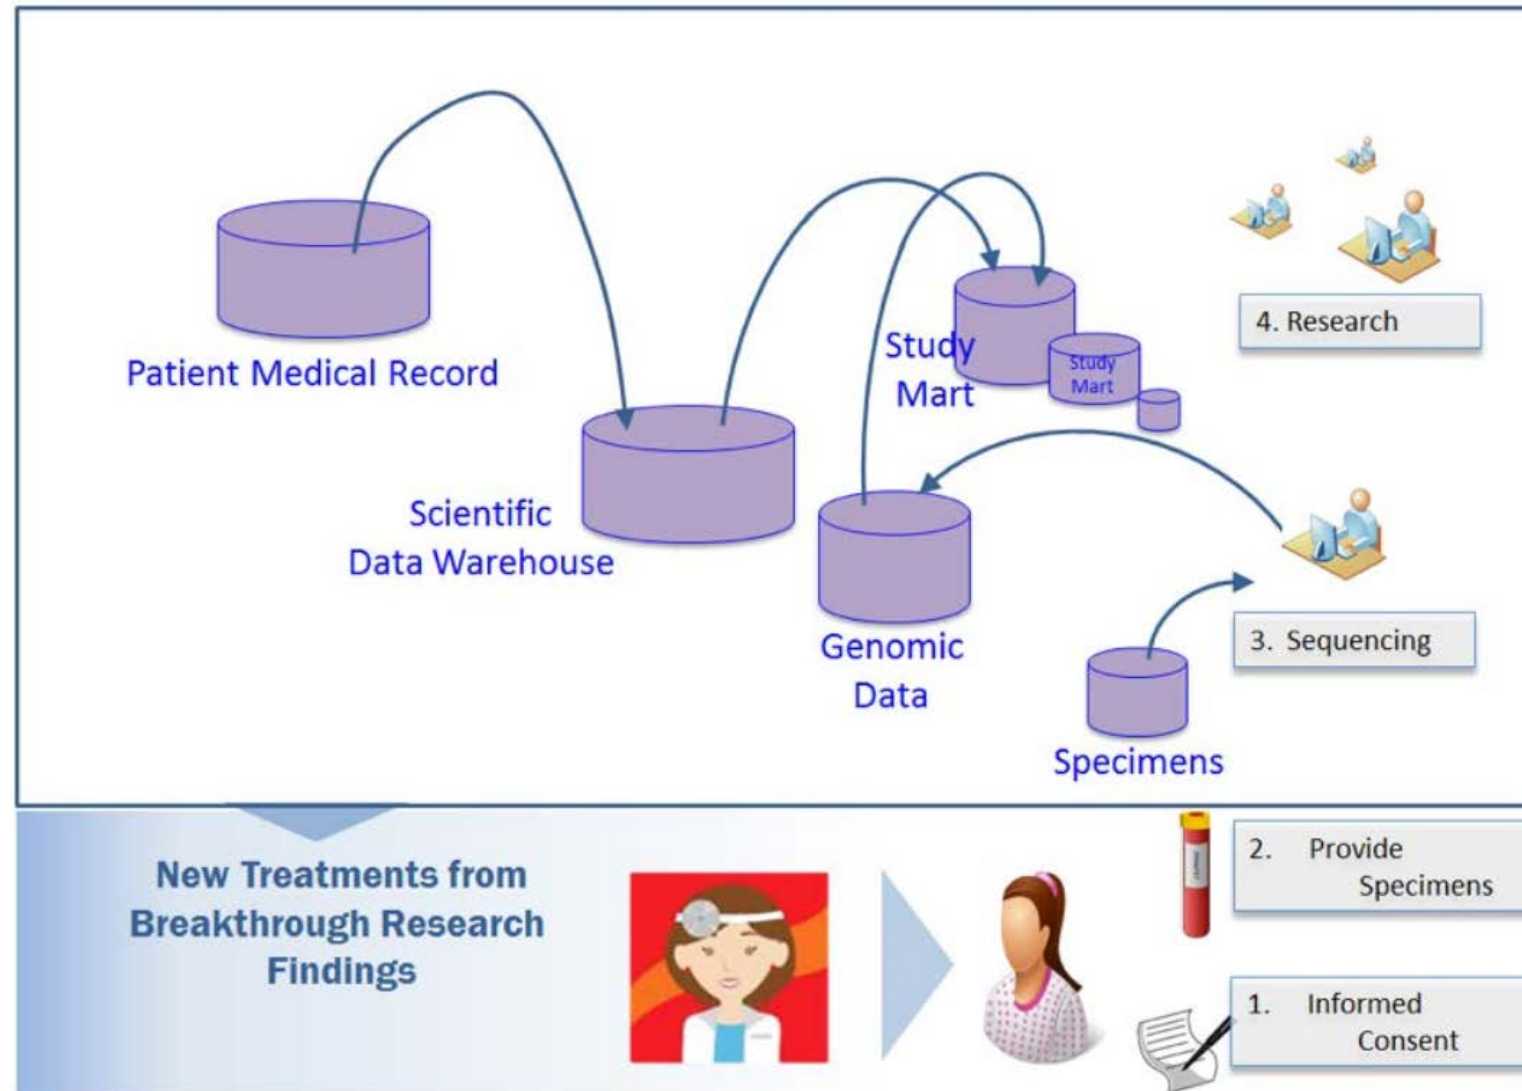 4. Research
Study
Mart
Study
Mart
Patient Medical Record
Scientific
Data Warehouse
Genomic
Data
3. Sequencing
Specimens
New Treatments from
Breakthrough Research
Findings
2. Provide
Specimens
1. Informed
Consent